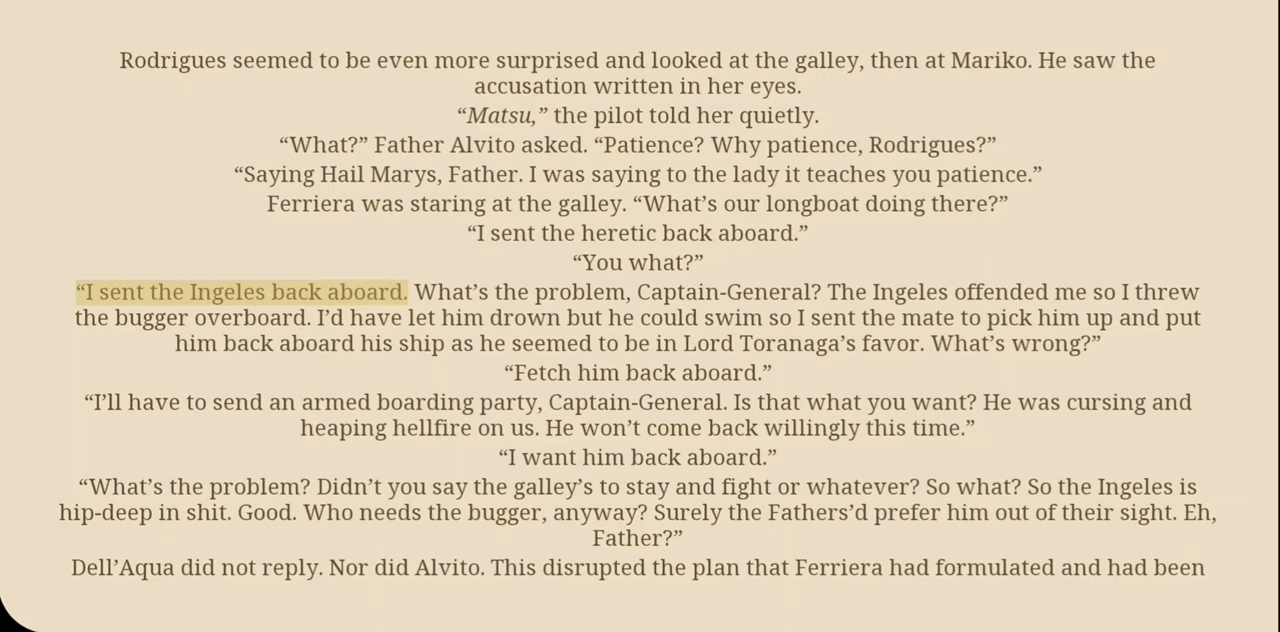 Rodrigues seemed to be even more surprised and looked at the galley, then at Mariko. He saw the
accusation written in her eyes.
“Matsu,” the pilot told her quietly.
“What?” Father Alvito asked. “Patience? Why patience, Rodrigues?”
“Saying Hail Marys, Father. I was saying to the lady it teaches you patience.”
Ferriera was staring at the galley. “What’s our longboat doing there?”
“I sent the heretic back aboard.”
“You what?”
“I sent the Ingeles back aboard. What’s the problem, Captain-General? The Ingeles offended me so I threw
the bugger overboard. I’d have let him drown but he could swim so I sent the mate to pick him up and put
him back aboard his ship as he seemed to be in Lord Toranaga’s favor. What’s wrong?”
“Fetch him back aboard.”
“I’ll have to send an armed boarding party, Captain-General. Is that what you want? He was cursing and
heaping hellfire on us. He won’t come back willingly this time.”
“I want him back aboard.”
“What’s the problem? Didn’t you say the galley’s to stay and fight or whatever? So what? So the Ingeles is
hip-deep in shit. Good. Who needs the bugger, anyway? Surely the Fathers’d prefer him out of their sight. Eh,
Father?”
Dell’Aqua did not reply. Nor did Alvito. This disrupted the plan that Ferriera had formulated and had been